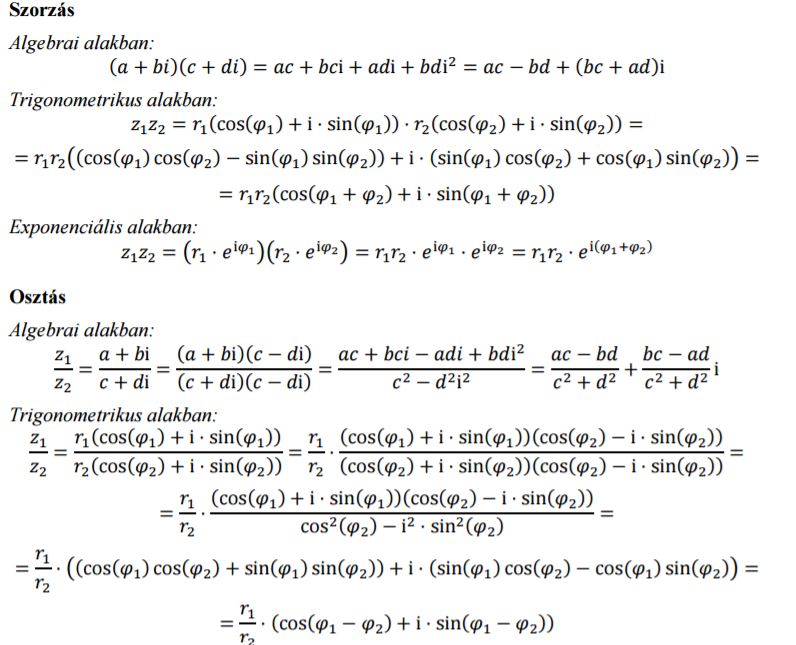 Szorzás
Algebrai alakban:
(a + bi)(c + di) = ac + bci + adi + bdi² = ac − bd + (bc + ad)i
Trigonometrikus alakban:
z₁z₂ = r₁(cos(φ₁) + i · sin(φ₁)) · r₂(cos(φ₂) + i · sin(φ₂)) =
= r₁r₂((cos(φ₁) cos(φ₂) − sin(φ₁) sin(φ₂)) + i · (sin(φ₁) cos(φ₂) + cos(φ₁) sin(φ₂)) =
= r₁r₂(cos(φ₁ + φ₂) + i · sin(φ₁ + φ₂))
Exponenciális alakban:
z₁z₂ = (r₁ · e^{iφ₁})(r₂ · e^{iφ₂}) = r₁r₂ · e^{iφ₁} · e^{iφ₂} = r₁r₂ · e^{i(φ₁+φ₂)}
Osztás
Algebrai alakban:
z₁/z₂ = (a + bi)/(c + di) = (a + bi)(c − di)/(c + di)(c − di) = (ac + bci − adi + bdi²)/(c² − d²i²) = (ac − bd)/(c² + d²) + (bc − ad)/(c² + d²) i
Trigonometrikus alakban:
z₁/z₂ = r₁(cos(φ₁) + i · sin(φ₁))/r₂(cos(φ₂) + i · sin(φ₂)) = r₁/r₂ · (cos(φ₁) + i · sin(φ₁))(cos(φ₂) − i · sin(φ₂))/(cos(φ₂) + i · sin(φ₂))(cos(φ₂) − i · sin(φ₂)) =
= r₁/r₂ · (cos(φ₁) + i · sin(φ₁))(cos(φ₂) − i · sin(φ₂))/(cos²(φ₂) − i² · sin²(φ₂)) =
= r₁/r₂ · ((cos(φ₁) cos(φ₂) + sin(φ₁) sin(φ₂)) + i · (sin(φ₁) cos(φ₂) − cos(φ₁) sin(φ₂)) =
= r₁/r₂ · (cos(φ₁ − φ₂) + i · sin(φ₁ − φ₂))